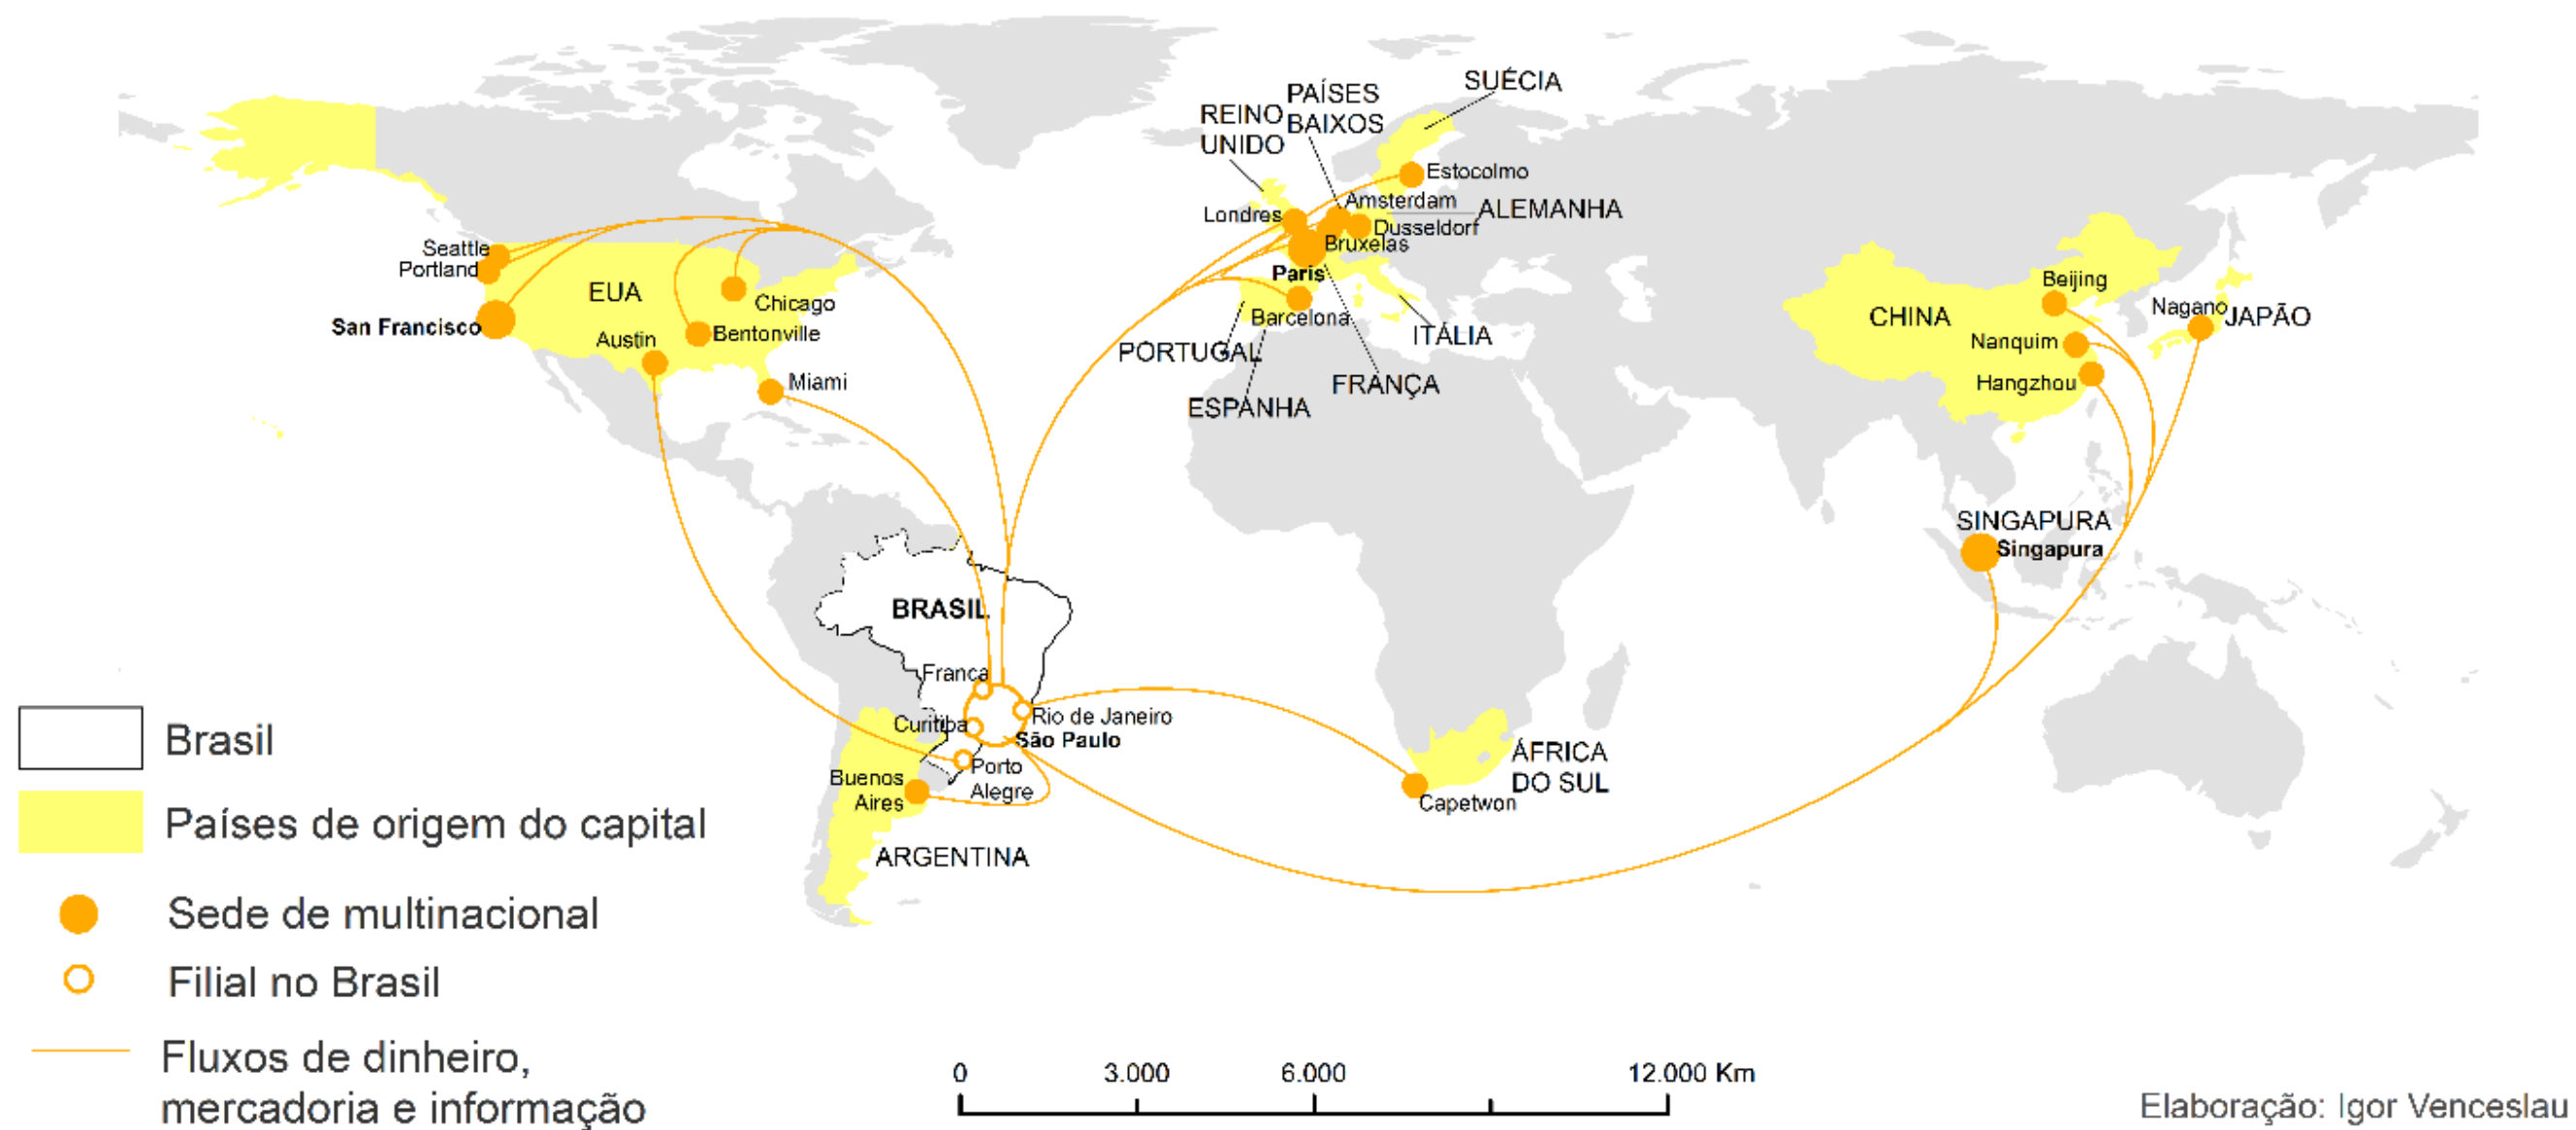 SUÉCIA
PAÍSES
BAIXOS
REINO
UNIDO
Estocolmo
Amsterdam
Londres
ALEMANHA
Dusseldorf
Bruxelas
Paris
Seattle
Portland
EUA
Chicago
San Francisco
Austin
Bentonville
Miami
Barcelona
ITÁLIA
PORTUGAL
FRANÇA
ESPANHA
Beijing
CHINA
Nagano
JAPÃO
Nanquim
Hangzhou
SINGAPURA
Singapura
BRASIL
Franca
Curitiba
Rio de Janeiro
São Paulo
Porto
Alegre
Buenos
Aires
ARGENTINA
ÁFRICA
DO SUL
Capetwon
Brasil
Países de origem do capital
Sede de multinacional
Filial no Brasil
Fluxos de dinheiro,
mercadoria e informação
0 3.000 6.000 12.000 Km
Elaboração: Igor Venceslau